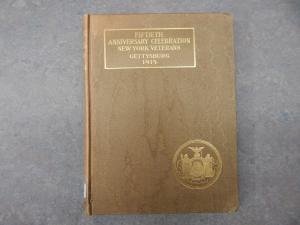 FIFTIETH
ANNIVERSARY CELEBRATION
NEW YORK VETERANS
GETTYSBURG
1913